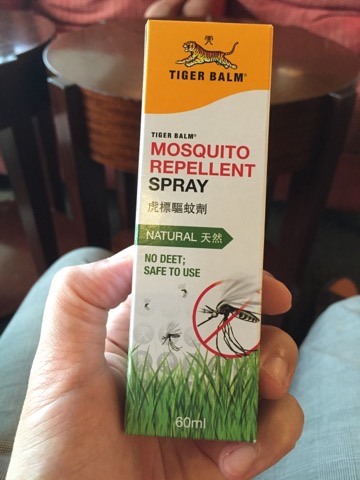 TIGER BALM®
TIGER BALM®
MOSQUITO
REPELLENT
SPRAY
虎標驅蚊劑
NATURAL 天然
NO DEET;
SAFE TO USE
60ml